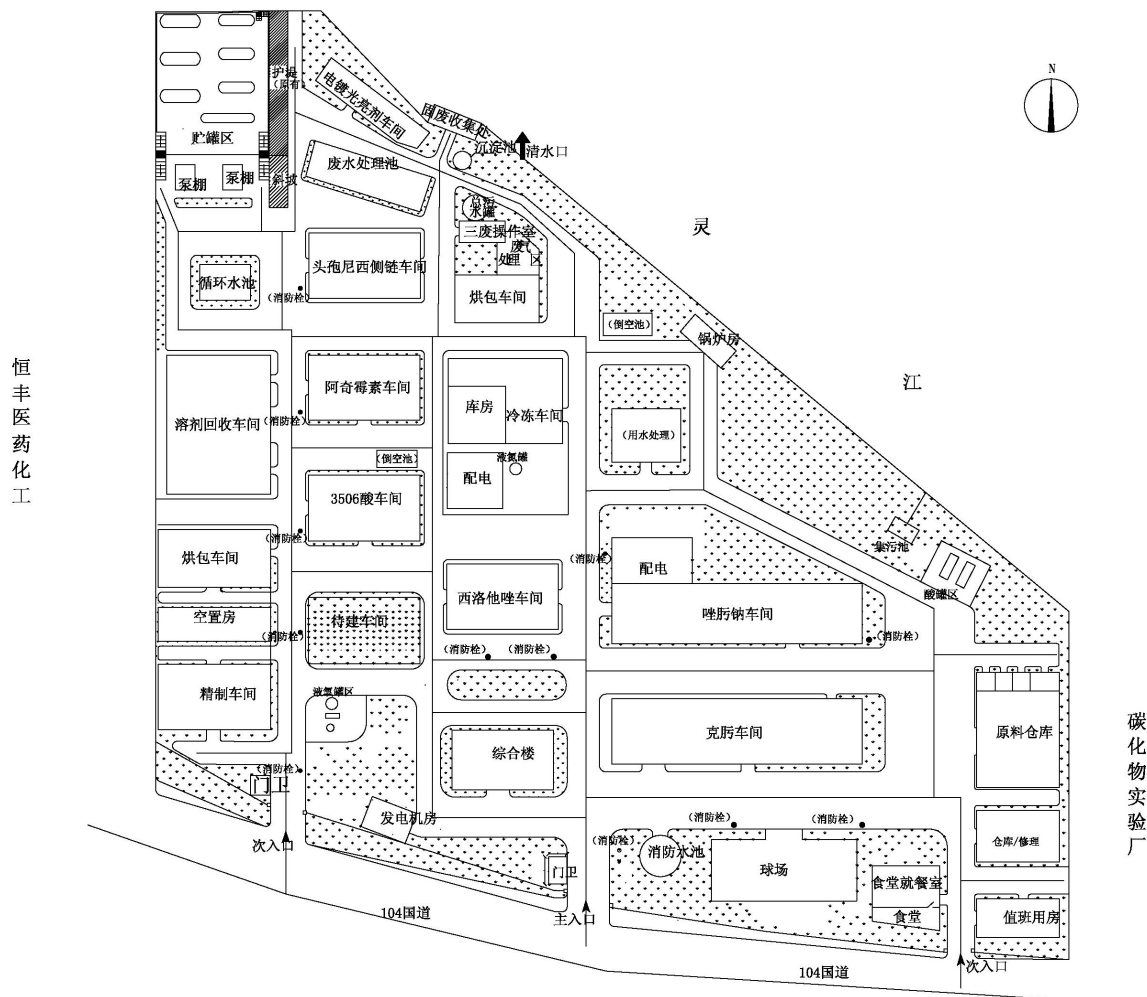 N
护堤
（原有）
电镀光亮剂车间
固废收集处
贮罐区
沉淀池
清水口
废水处理池
泵棚
泵棚
斜坡
水罐
三废操作室
处理
区
灵
江
头孢尼西侧链车间
循环水池
（消防栓）
烘包车间
（倒空池）
锅炉房
恒丰医药化工
阿奇霉素车间
库房
冷冻车间
溶剂回收车间
（消防栓）
（用水处理）
（倒空池）
液氮罐
配电
3506酸车间
（消防栓）
集污池
烘包车间
（消防栓）
配电
酸罐区
西洛他唑车间
空置房
待建车间
唑肟钠车间
（消防栓）
（消防栓）
（消防栓）
（消防栓）
精制车间
液氨罐区
克肟车间
原料仓库
碳化物实验厂
综合楼
（消防栓）
门卫
发电机房
（消防栓）
（消防栓）
（消防栓）
次入口
消防水池
仓库/修理
门卫
球场
食堂就餐室
104国道
主入口
食堂
值班用房
104国道
次入口